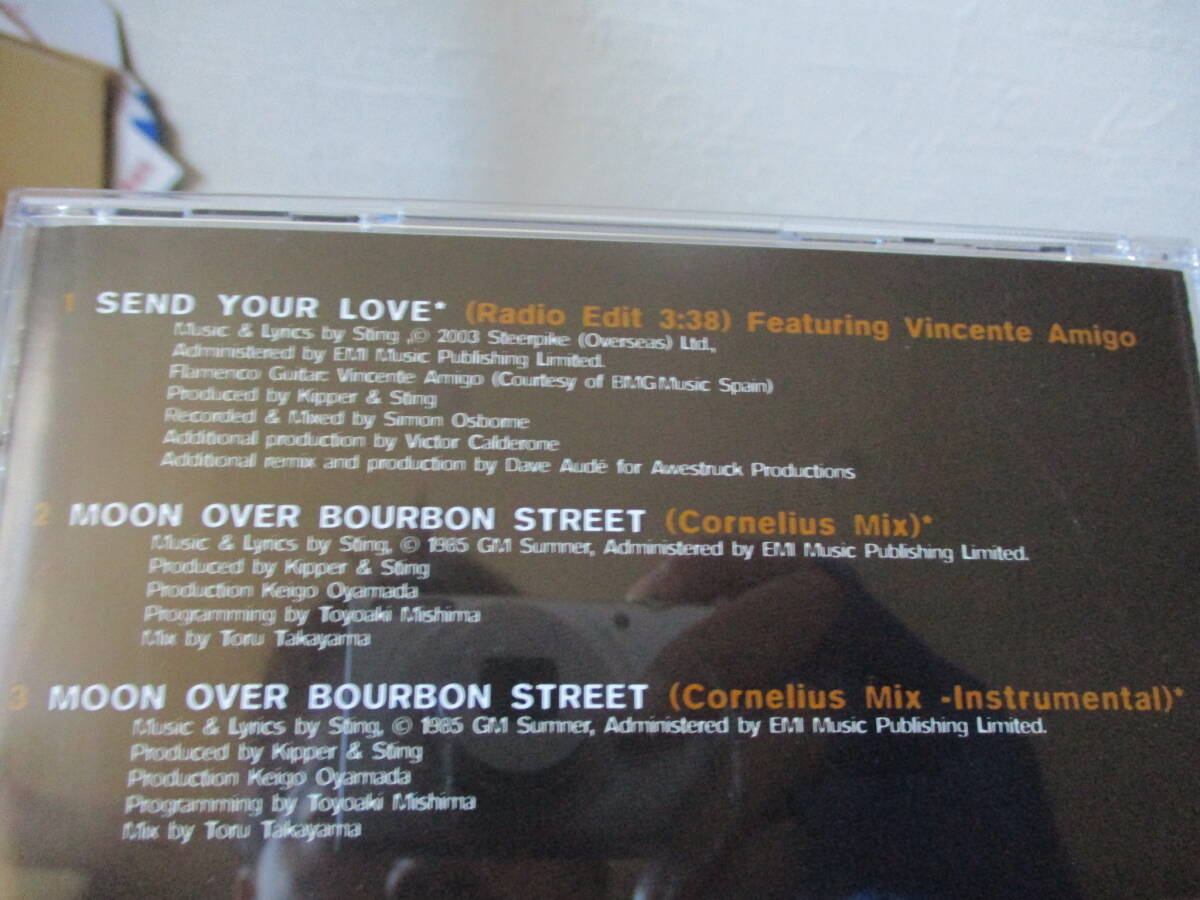 1 SEND YOUR LOVE* (Radio Edit 3:38) Featuring Vincente Amigo
Music & Lyrics by Sting ,© 2003 Steerpike (Overseas) Ltd.,
Administered by EMI Music Publishing Limited.
Flamenco Guitar: Vincente Amigo (Courtesy of BMG Music Spain)
Produced by Kipper & Sting
Recorded & Mixed by Simon Osborne
Additional production by Victor Calderone
Additional remix and production by Dave Audé for Awestruck Productions
2 MOON OVER BOURBON STREET (Cornelius Mix)*
Music & Lyrics by Sting, © 1985 GM Sumner, Administered by EMI Music Publishing Limited.
Produced by Kipper & Sting
Production Keigo Oyamada
Programming by Toyoaki Mishima
Mix by Toru Takayama
3 MOON OVER BOURBON STREET (Cornelius Mix -Instrumental)*
Music & Lyrics by Sting, © 1985 GM Sumner, Administered by EMI Music Publishing Limited.
Produced by Kipper & Sting
Production Keigo Oyamada
Programming by Toyoaki Mishima
Mix by Toru Takayama